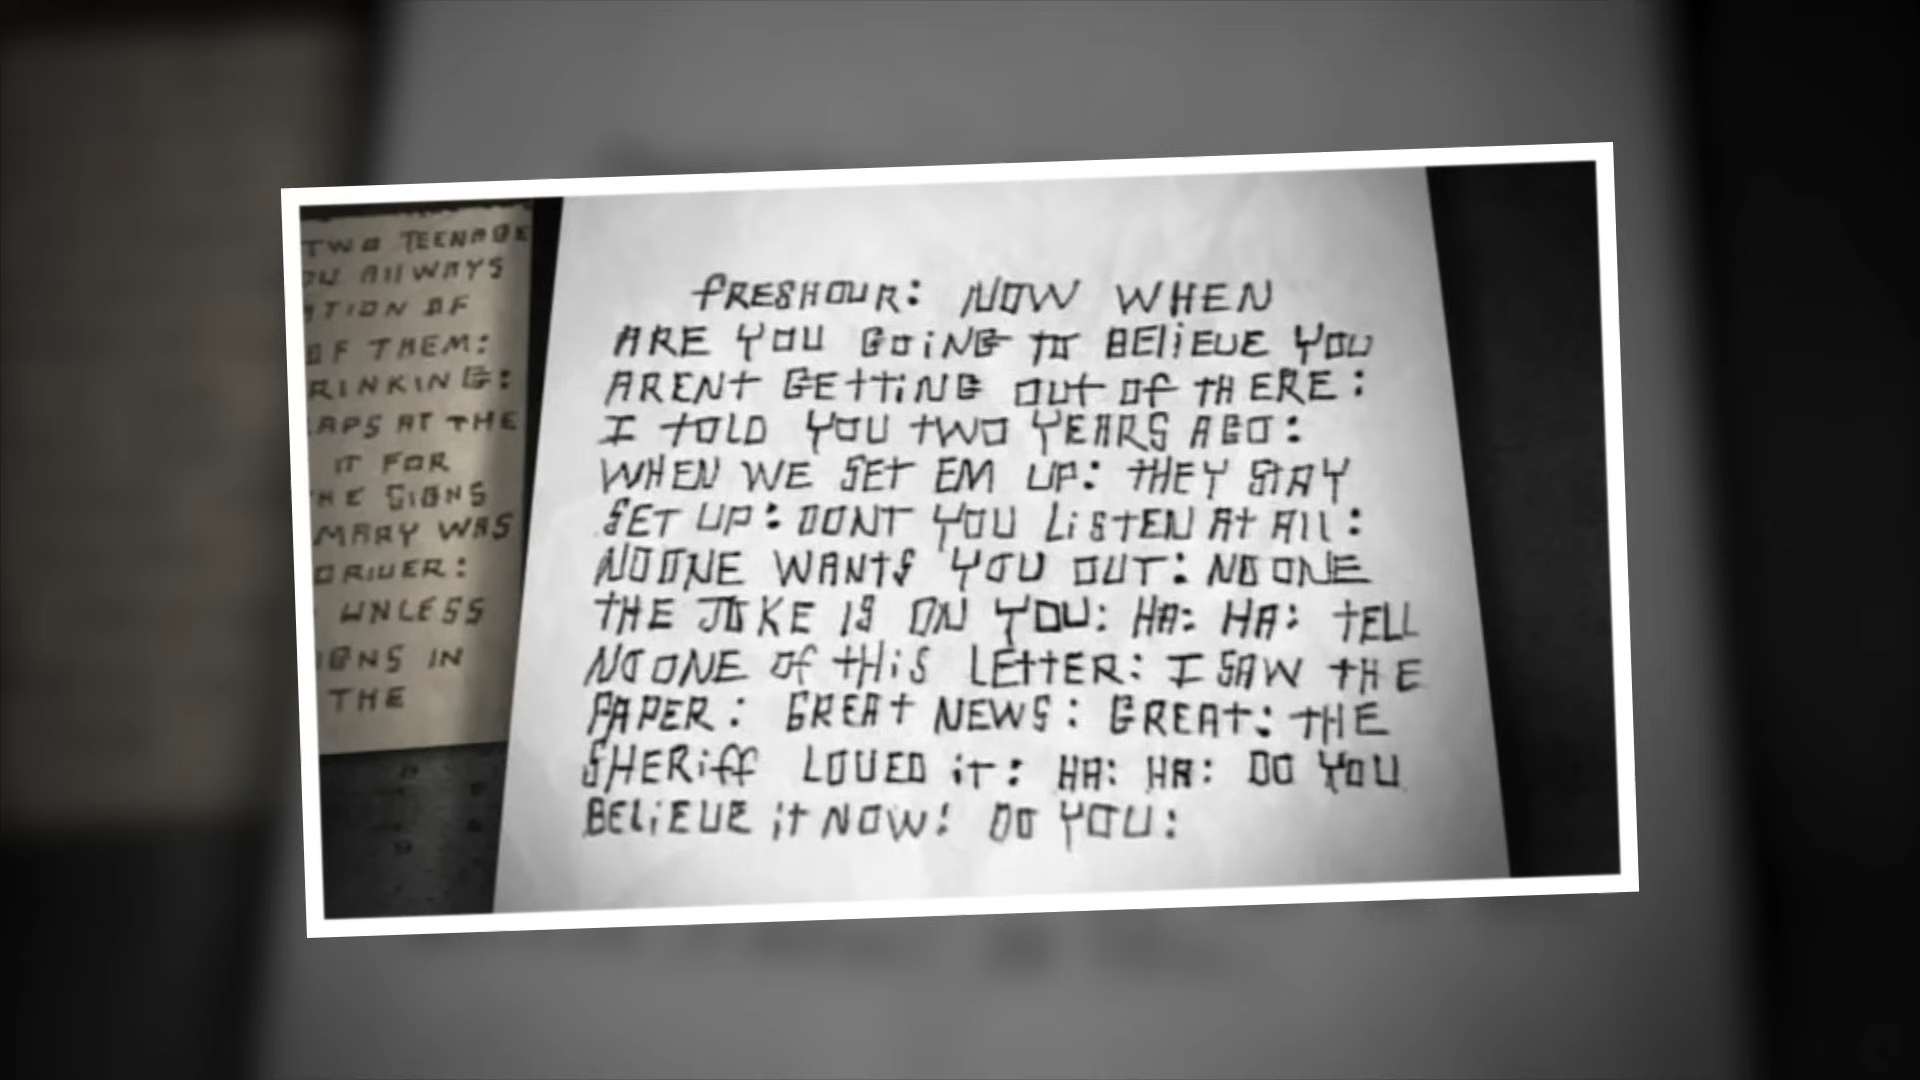 TWO TEENAGE
OU AllWAYS
ATION OF
OF THEM:
RINKING:
APS AT THE
IT FOR
HE SIGNS
MARY WAS
DRIVER:
UNLESS
IGNS IN
THE
fRESHOUR: NOW WHEN
ARE YOU GOiNG TO BEliEVE YOU
ARENt GEttiNG OUt Of tHERE:
I tOLD YOU tWO YEARS AGO:
WHEN WE SEt EM UP: tHEY StAY
SET UP: DONT YOU LiStEN At All:
NOONE WANtS YOU OUT: NOONE
THE JOKE IS ON YOU: HA: HA: tELL
NOONE Of tHiS LEttER: I SAW tHE
PAPER: GREAt NEWS: GREAt: tHE
SHERiff LOVED it: HA: HA: DO YOU
BELiEVE it NOW! DO YOU: